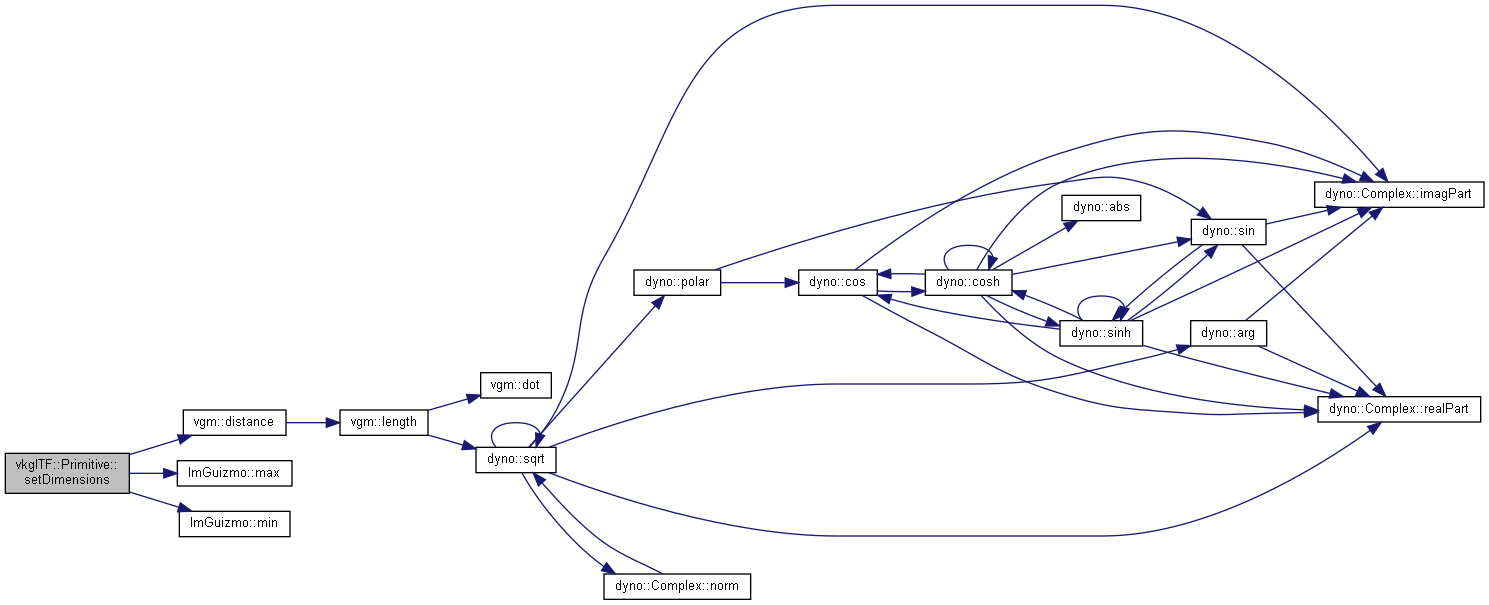 vkglTF::Primitive::
setDimensions
vgm::distance
ImGuizmo::max
ImGuizmo::min
vgm::length
vgm::dot
dyno::sqrt
dyno::polar
dyno::Complex::norm
dyno::cos
dyno::cosh
dyno::abs
dyno::sinh
dyno::sin
dyno::arg
dyno::Complex::imagPart
dyno::Complex::realPart